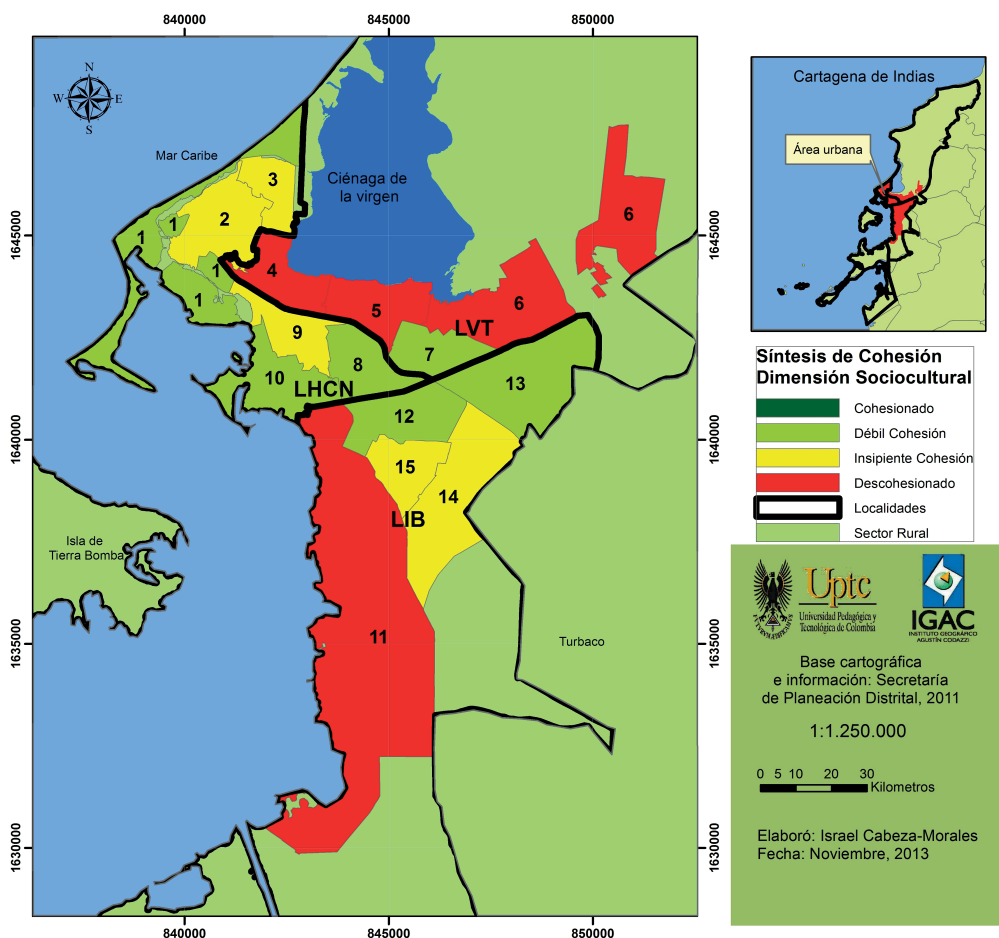 840000
845000
850000
1645000
1640000
1635000
1630000
1645000
1640000
1635000
1630000
840000
845000
850000
N
W
E
S
Mar Caribe
Ciénaga de
la virgen
3
2
1
1
1
1
4
5
6
6
LVT
7
8
9
10
LHCN
13
12
15
14
LIB
11
Isla de
Tierra Bomba
Turbaco
Cartagena de Indias
Área urbana
Síntesis de Cohesión
Dimensión Sociocultural
Cohesionado
Débil Cohesión
Insipiente Cohesión
Descohesionado
Localidades
Sector Rural
Uptc
Universidad Pedagógica y
Tecnológica de Colombia
IGAC
INSTITUTO GEOGRÁFICO
AGUSTÍN CODAZZI
Base cartográfica
e información: Secretaría
de Planeación Distrital, 2011
1:1.250.000
0 5 10 20 30
Kilometros
Elaboró: Israel Cabeza-Morales
Fecha: Noviembre, 2013